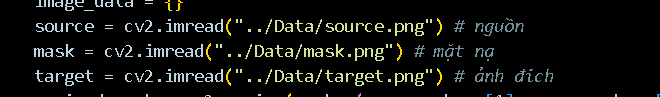 image_data = {}
source = cv2.imread("../Data/source.png") # nguồn
mask = cv2.imread("../Data/mask.png") # mặt nạ
target = cv2.imread("../Data/target.png") # ảnh đích